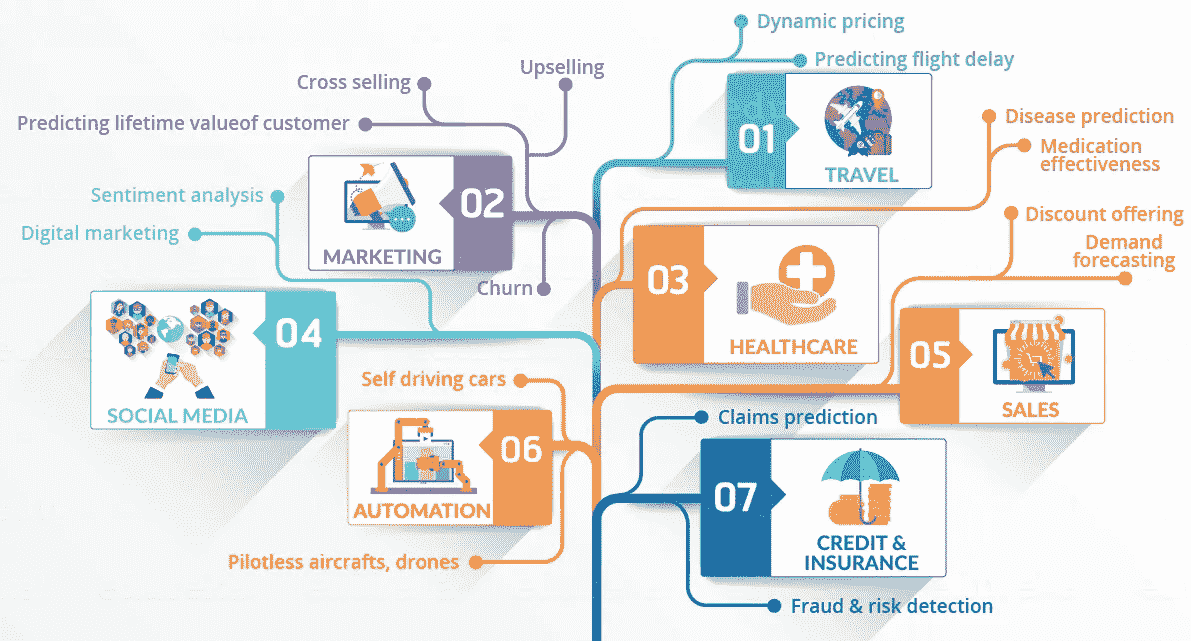 Dynamic pricing
Predicting flight delay
01
TRAVEL
Upselling
Cross selling
Predicting lifetime valueof customer
02
MARKETING
Churn
Disease prediction
Medication
effectiveness
03
HEALTHCARE
Sentiment analysis
Digital marketing
04
SOCIAL MEDIA
Discount offering
Demand
forecasting
05
SALES
Self driving cars
06
AUTOMATION
Pilotless aircrafts, drones
Claims prediction
07
CREDIT &
INSURANCE
Fraud & risk detection